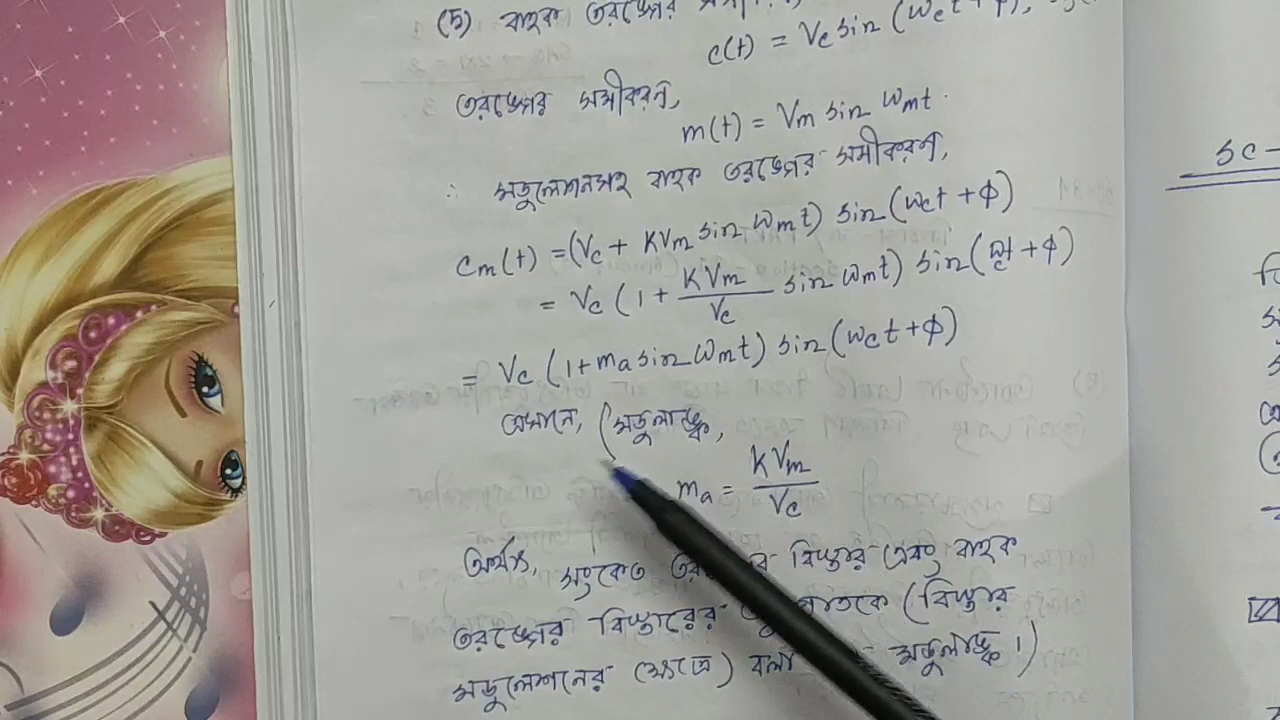 (5) বাহক তরঙ্গের
c(t) = Vc sin (ωct + φ),
তরঙ্গের সমীকরণ,
m(t) = Vm sin ωmt.
∴ মডুলেশনসহ বাহক তরঙ্গের সমীকরণ,
cm(t) = (Vc + KVm sin ωmt) sin (ωct + φ)
= Vc (1 + KVm/Vc sin ωmt) sin (ωct + φ)
= Vc (1 + ma sin ωmt) sin (ωct + φ)
এখানে, (মডুলাঙ্ক,
ma = KVm/Vc
অর্থাৎ, সংকেত বিস্তার এবং বাহক
তরঙ্গের বিস্তারের (বিস্তার
মডুলেশনের ক্ষেত্রে) বলা মডুলাঙ্ক।)